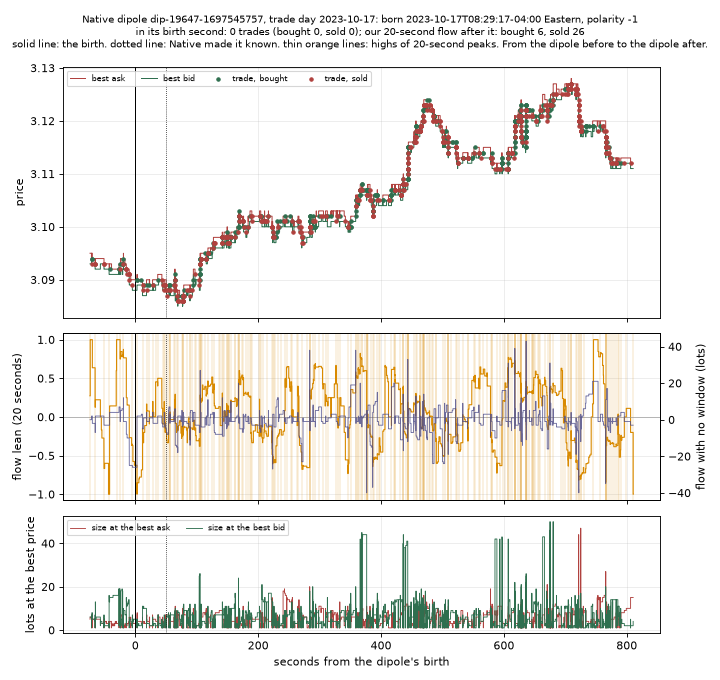 Native dipole dip-19647-1697545757, trade day 2023-10-17: born 2023-10-17T08:29:17-04:00 Eastern, polarity -1
in its birth second: 0 trades (bought 0, sold 0); our 20-second flow after it: bought 6, sold 26
solid line: the birth. dotted line: Native made it known. thin orange lines: highs of 20-second peaks. From the dipole before to the dipole after.
best ask
best bid
trade, bought
trade, sold
3.13
3.12
3.11
3.10
3.09
price
1.0
0.5
0.0
−0.5
−1.0
flow lean (20 seconds)
40
20
0
−20
−40
flow with no window (lots)
size at the best ask
size at the best bid
40
20
0
lots at the best price
0
200
400
600
800
seconds from the dipole's birth